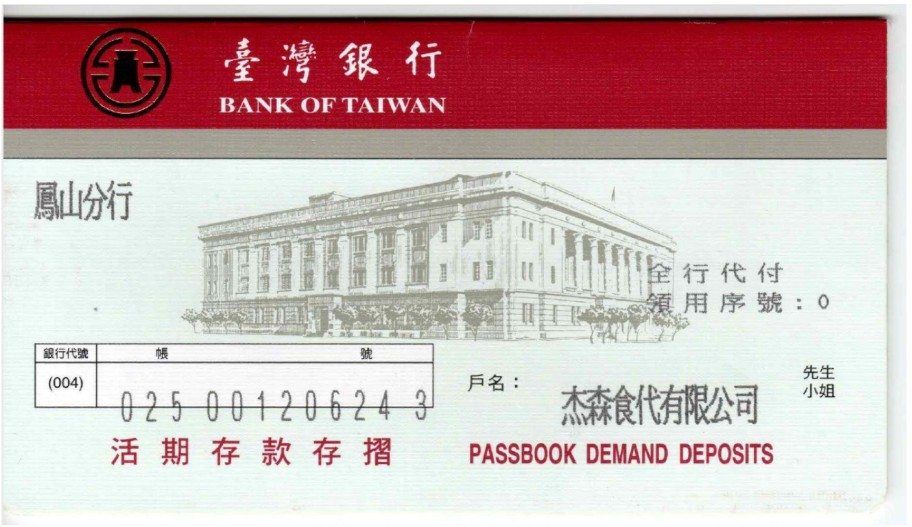 臺灣銀行
BANK OF TAIWAN
鳳山分行
全行代付
領用序號：0
銀行代號 帳 號
(004) 025 001206243
戶名： 杰森食代有限公司 先生
小姐
活期存款存摺 PASSBOOK DEMAND DEPOSITS